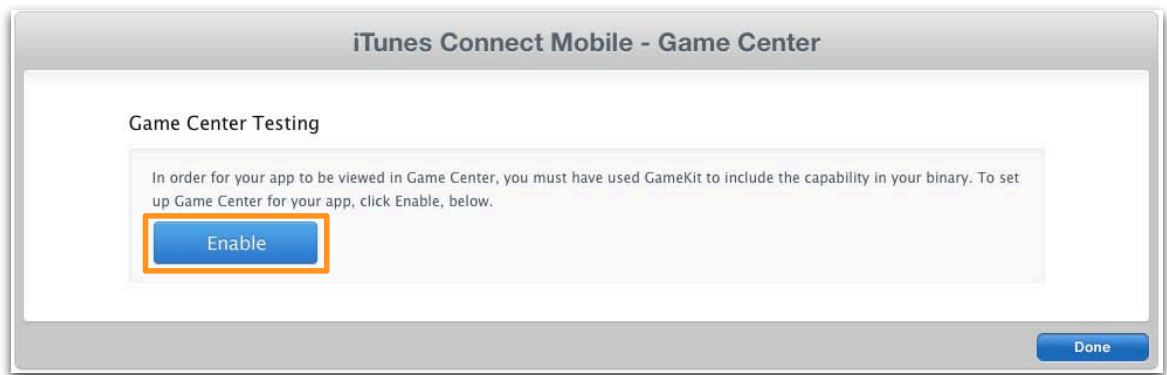 iTunes Connect Mobile - Game Center
Game Center Testing
In order for your app to be viewed in Game Center, you must have used GameKit to include the capability in your binary. To set
up Game Center for your app, click Enable, below.
Enable
Done